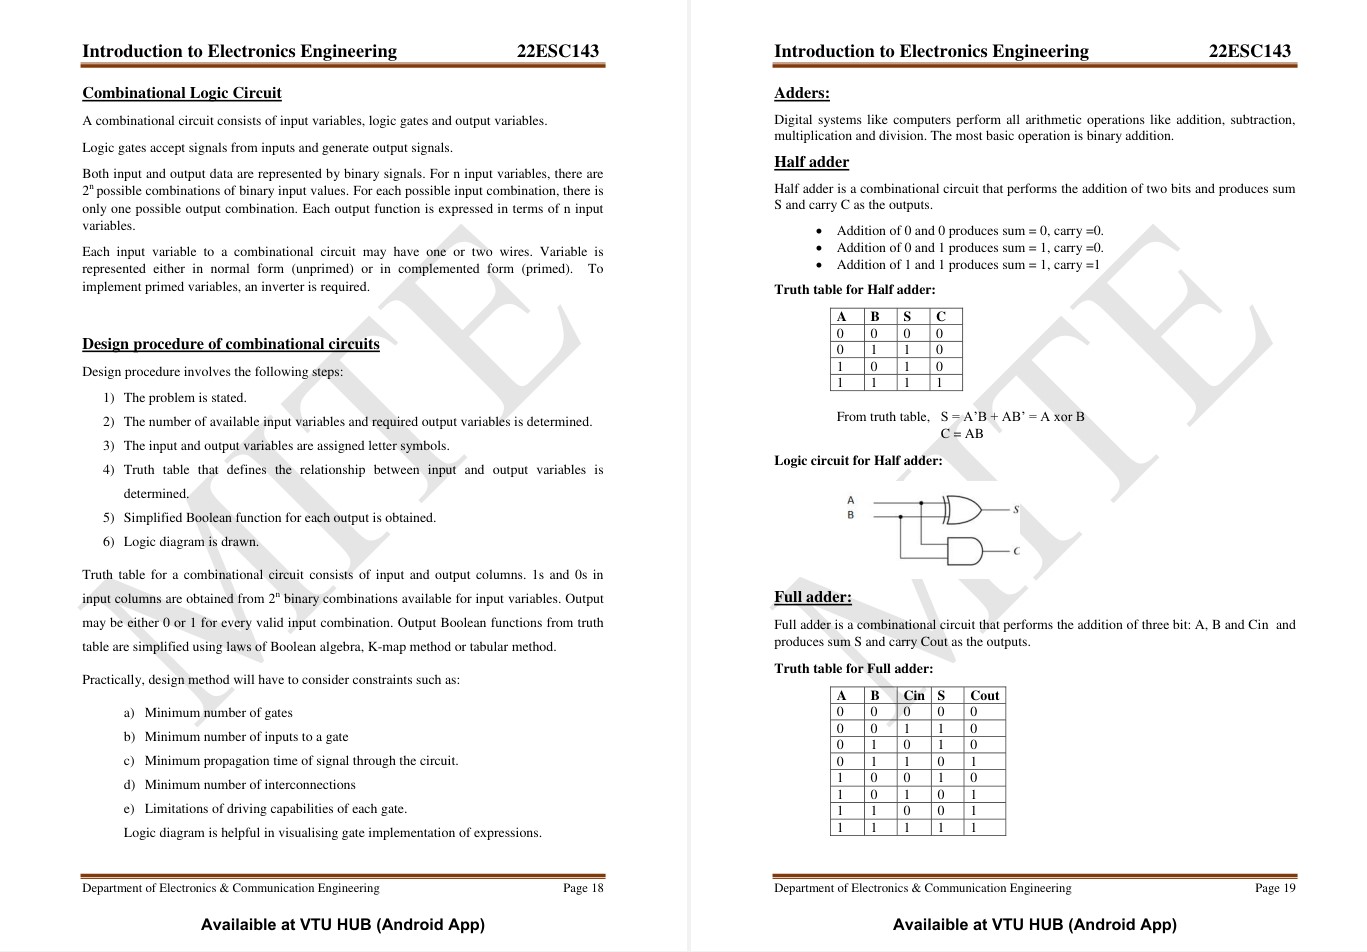 Introduction to Electronics Engineering 22ESC143
Combinational Logic Circuit
A combinational circuit consists of input variables, logic gates and output variables.
Logic gates accept signals from inputs and generate output signals.
Both input and output data are represented by binary signals. For n input variables, there are
2ⁿ possible combinations of binary input values. For each possible input combination, there is
only one possible output combination. Each output function is expressed in terms of n input
variables.
Each input variable to a combinational circuit may have one or two wires. Variable is
represented either in normal form (unprimed) or in complemented form (primed). To
implement primed variables, an inverter is required.
Design procedure of combinational circuits
Design procedure involves the following steps:
1) The problem is stated.
2) The number of available input variables and required output variables is determined.
3) The input and output variables are assigned letter symbols.
4) Truth table that defines the relationship between input and output variables is
determined.
5) Simplified Boolean function for each output is obtained.
6) Logic diagram is drawn.
Truth table for a combinational circuit consists of input and output columns. 1s and 0s in
input columns are obtained from 2ⁿ binary combinations available for input variables. Output
may be either 0 or 1 for every valid input combination. Output Boolean functions from truth
table are simplified using laws of Boolean algebra, K-map method or tabular method.
Practically, design method will have to consider constraints such as:
a) Minimum number of gates
b) Minimum number of inputs to a gate
c) Minimum propagation time of signal through the circuit.
d) Minimum number of interconnections
e) Limitations of driving capabilities of each gate.
Logic diagram is helpful in visualising gate implementation of expressions.
MITE
Department of Electronics & Communication Engineering Page 18
Availaible at VTU HUB (Android App)
Introduction to Electronics Engineering 22ESC143
Adders:
Digital systems like computers perform all arithmetic operations like addition, subtraction,
multiplication and division. The most basic operation is binary addition.
Half adder
Half adder is a combinational circuit that performs the addition of two bits and produces sum
S and carry C as the outputs.
• Addition of 0 and 0 produces sum = 0, carry =0.
• Addition of 0 and 1 produces sum = 1, carry =0.
• Addition of 1 and 1 produces sum = 1, carry =1
Truth table for Half adder:
A B S C
0 0 0 0
0 1 1 0
1 0 1 0
1 1 1 1
From truth table, S = A’B + AB’ = A xor B
C = AB
Logic circuit for Half adder:
A
B
S
C
Full adder:
Full adder is a combinational circuit that performs the addition of three bit: A, B and Cin and
produces sum S and carry Cout as the outputs.
Truth table for Full adder:
A B Cin S Cout
0 0 0 0 0
0 0 1 1 0
0 1 0 1 0
0 1 1 0 1
1 0 0 1 0
1 0 1 0 1
1 1 0 0 1
1 1 1 1 1
MITE
Department of Electronics & Communication Engineering Page 19
Availaible at VTU HUB (Android App)